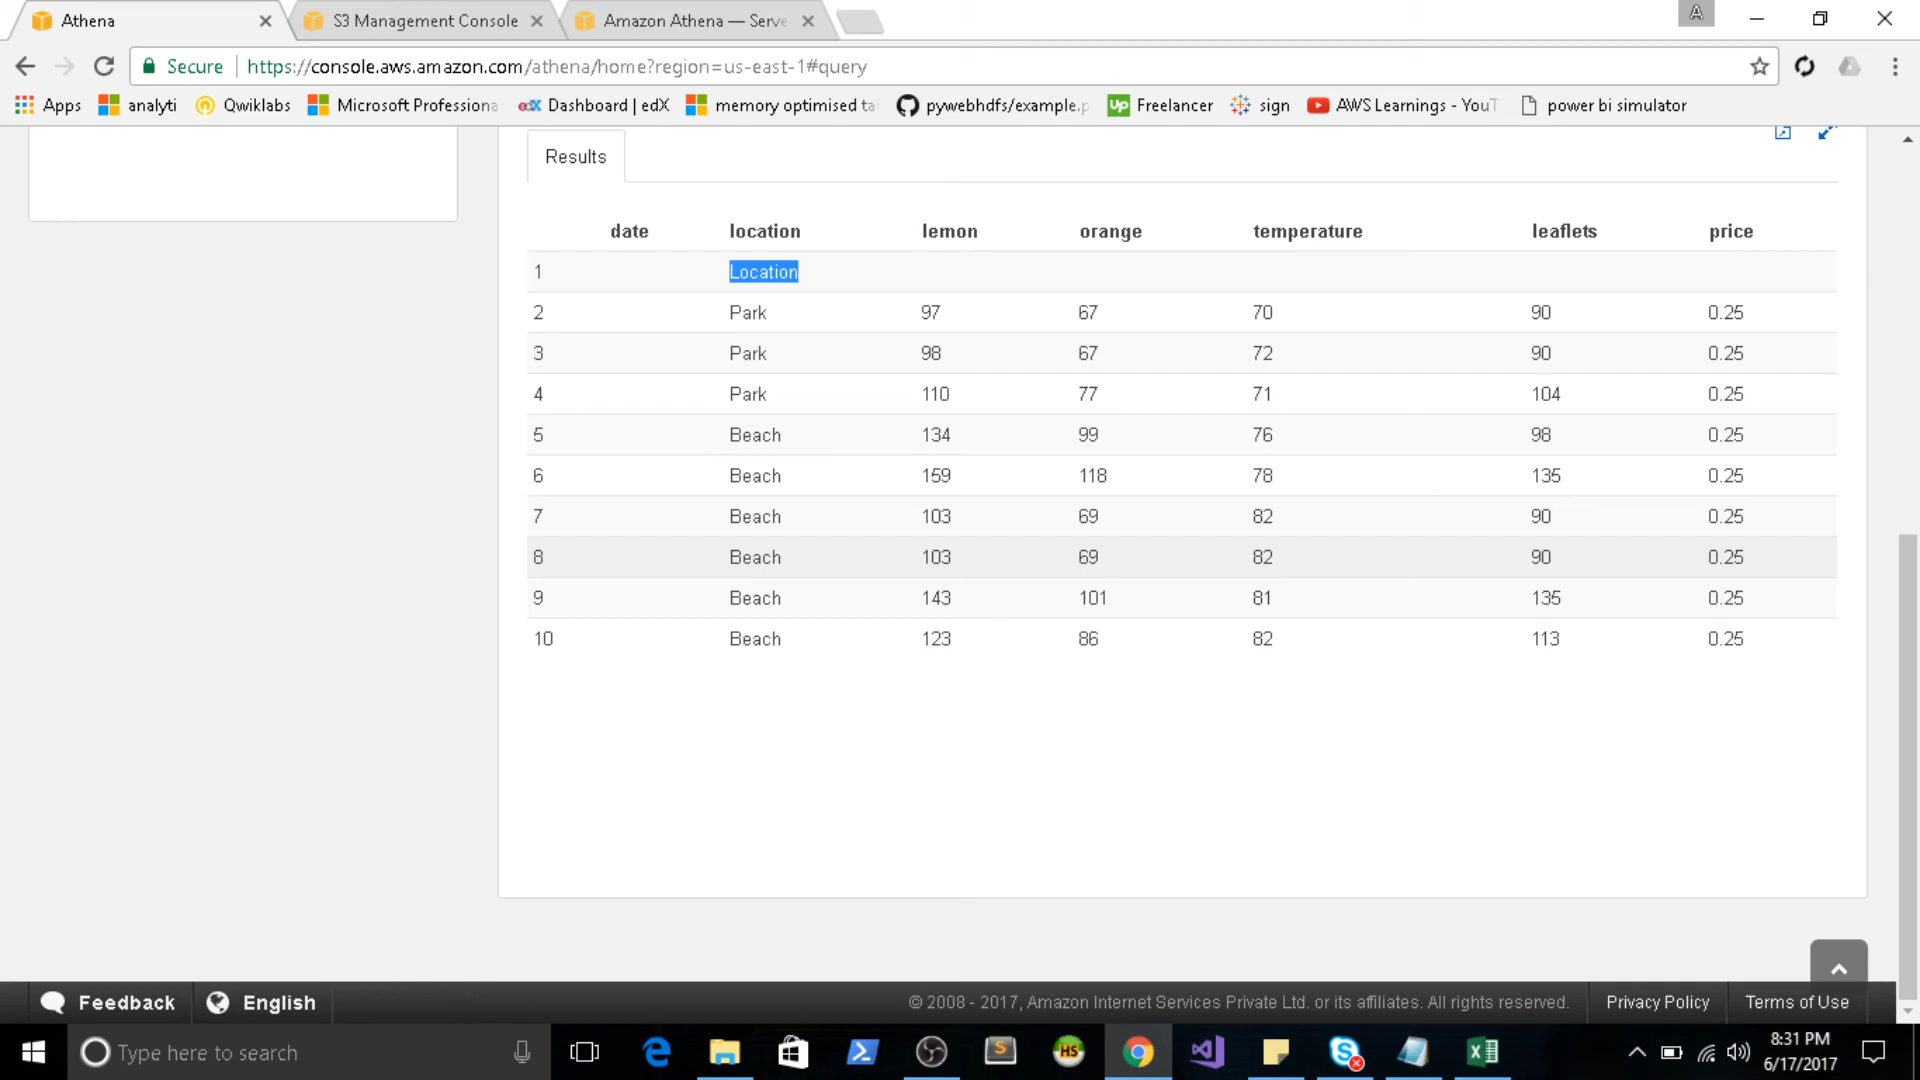 Athena
S3 Management Console
Amazon Athena — Serve
A
Secure
https://console.aws.amazon.com/athena/home?region=us-east-1#query
Apps
analyti
Qwiklabs
Microsoft Professiona
edX Dashboard | edX
memory optimised ta
pywebhdfs/example.p
Up Freelancer
sign
AWS Learnings - YouT
power bi simulator
Results
date location lemon orange temperature leaflets price
1 Location
2 Park 97 67 70 90 0.25
3 Park 98 67 72 90 0.25
4 Park 110 77 71 104 0.25
5 Beach 134 99 76 98 0.25
6 Beach 159 118 78 135 0.25
7 Beach 103 69 82 90 0.25
8 Beach 103 69 82 90 0.25
9 Beach 143 101 81 135 0.25
10 Beach 123 86 82 113 0.25
Feedback
English
© 2008 - 2017, Amazon Internet Services Private Ltd. or its affiliates. All rights reserved.
Privacy Policy
Terms of Use
Type here to search
HS
8:31 PM
6/17/2017